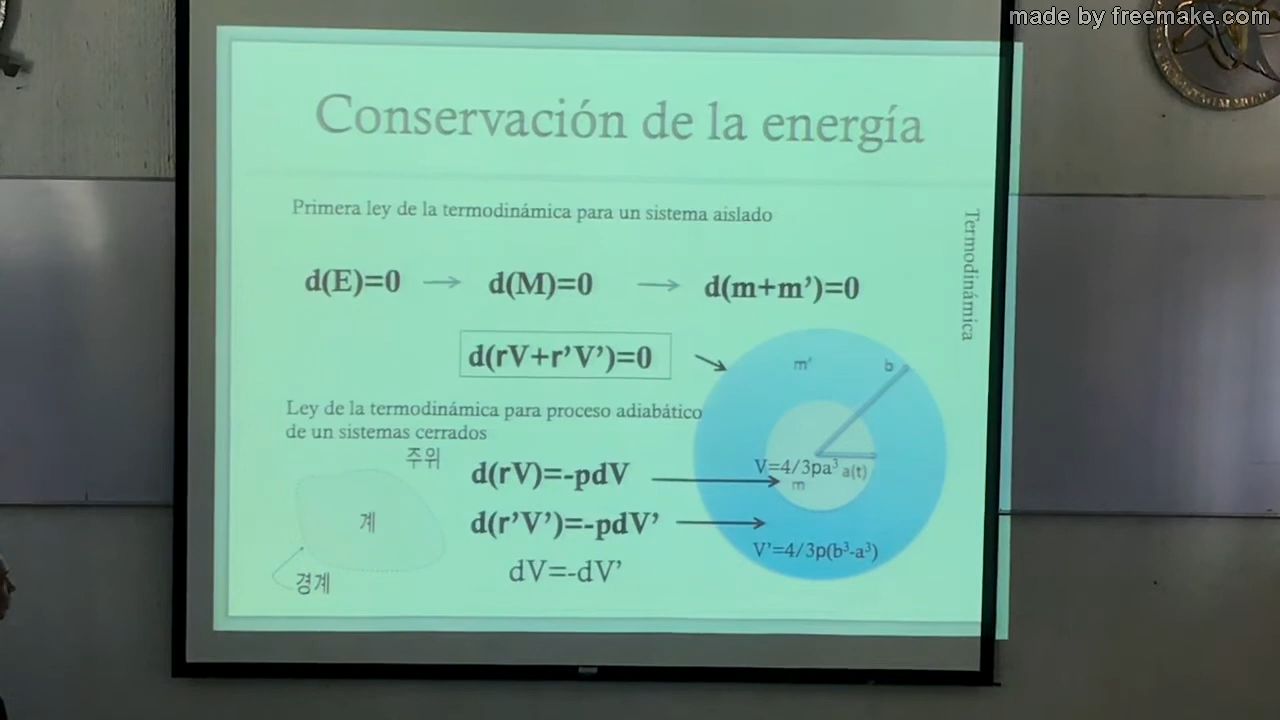 made by freemake.com
Conservación de la energía
Primera ley de la termodinámica para un sistema aislado
Termodinámica
d(E)=0 → d(M)=0 → d(m+m’)=0
d(rV+r’V’)=0
m’
b
Ley de la termodinámica para proceso adiabático
de un sistemas cerrados
주위
d(rV)=-pdV
V=4/3pa³ a(t)
m
계
d(r’V’)=-pdV’
V’=4/3p(b³-a³)
dV=-dV’
경계